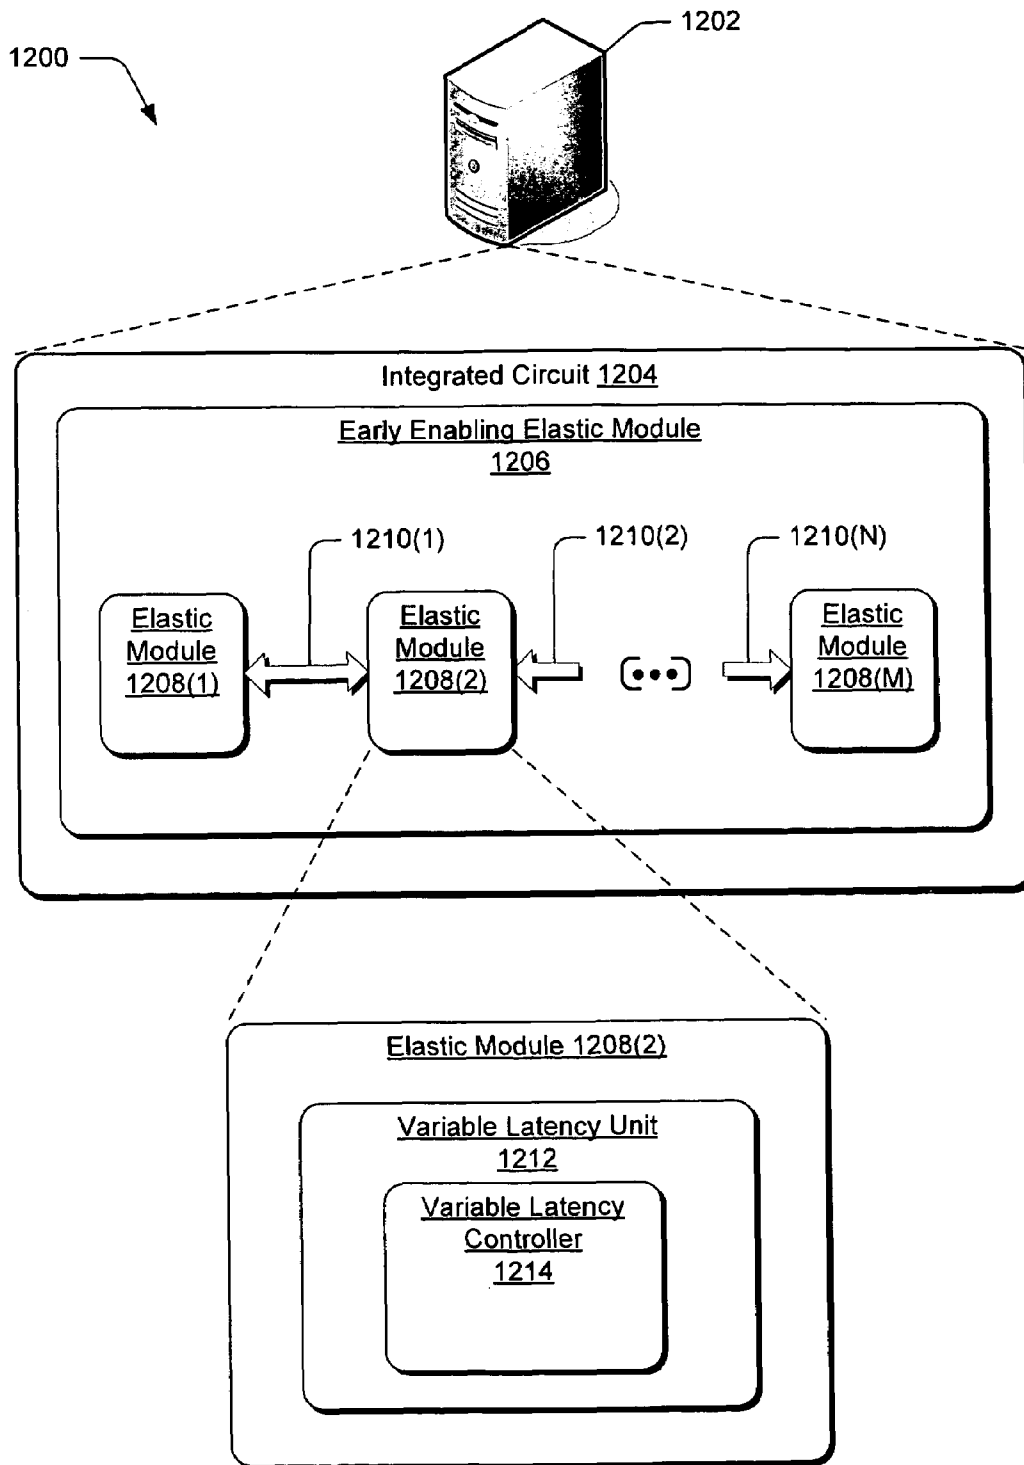 1202
1200
Integrated Circuit 1204
Early Enabling Elastic Module
1206
1210(1)
1210(2)
1210(N)
Elastic
Module
1208(1)
Elastic
Module
1208(2)
(•••)
Elastic
Module
1208(M)
Elastic Module 1208(2)
Variable Latency Unit
1212
Variable Latency
Controller
1214